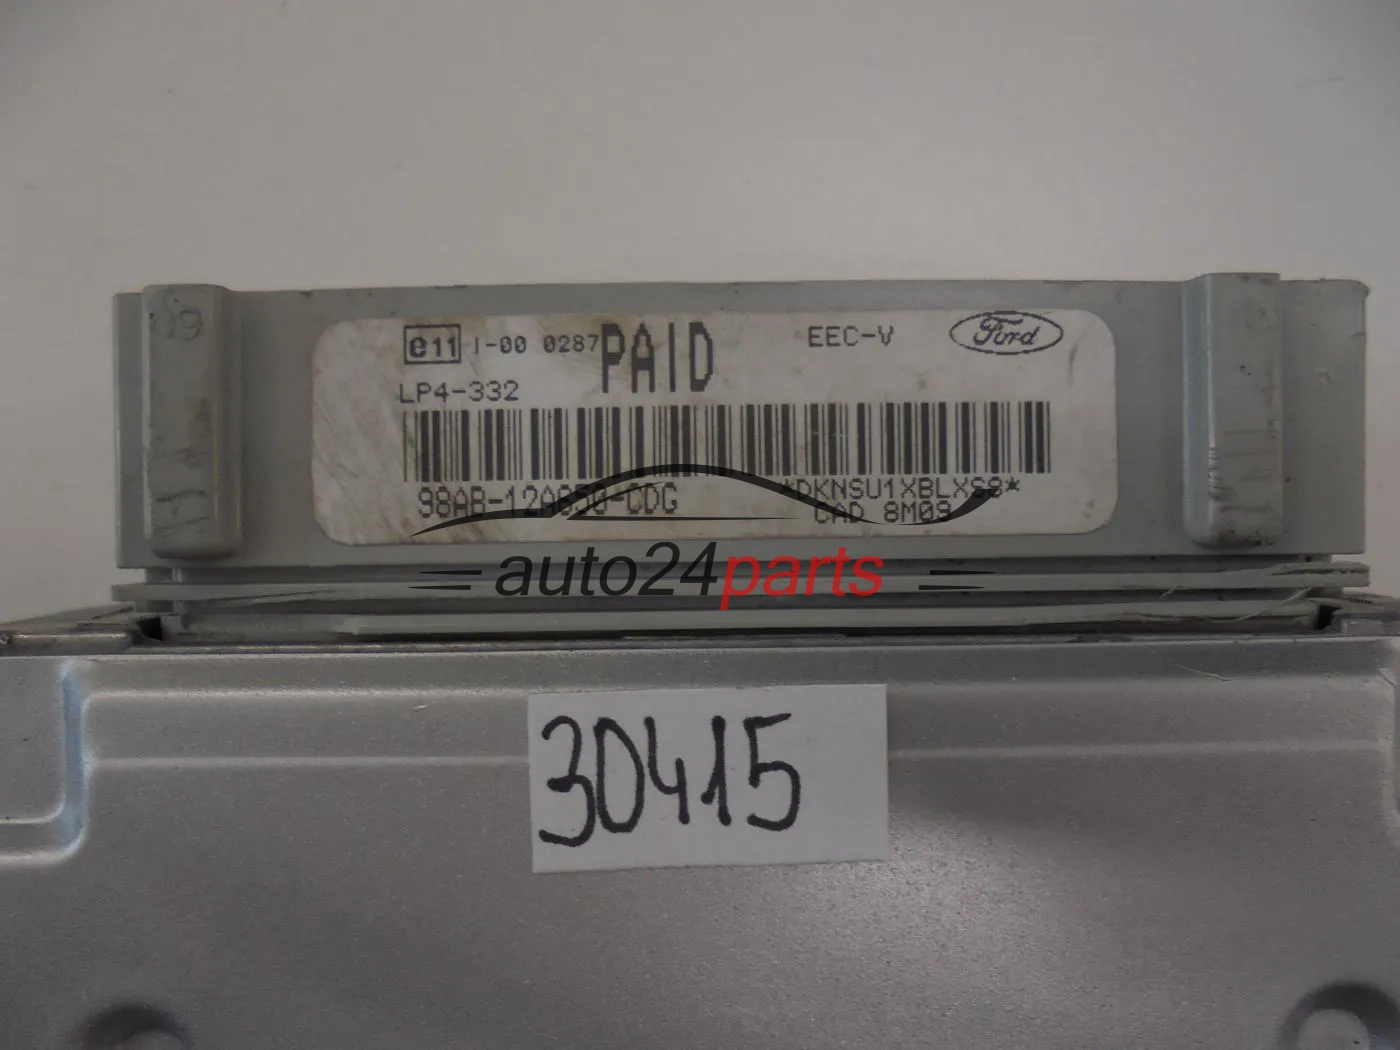 e11 I-00 0287 PAID EEC-V Ford
LP4-332
98AB-12A650-CDG *DKNSU1XBLXS8*
CAD 8M09
auto24parts
30415